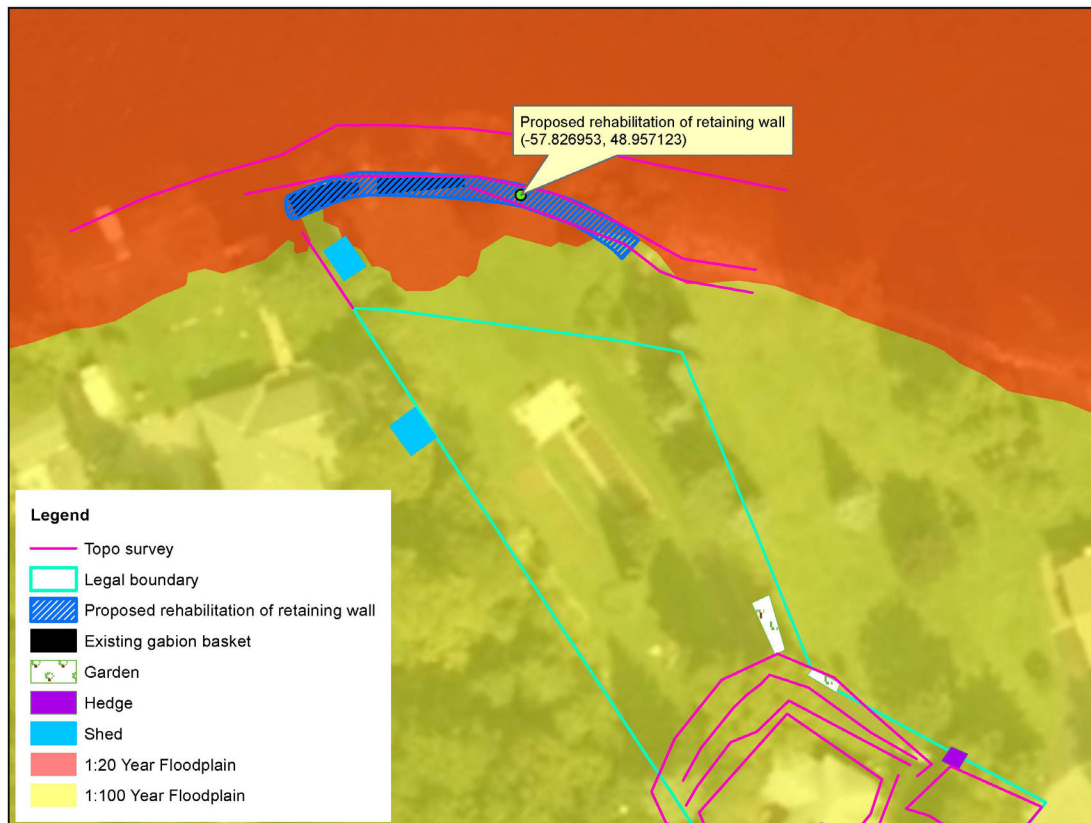 Proposed rehabilitation of retaining wall
(-57.826953, 48.957123)
Legend
Topo survey
Legal boundary
Proposed rehabilitation of retaining wall
Existing gabion basket
Garden
Hedge
Shed
1:20 Year Floodplain
1:100 Year Floodplain